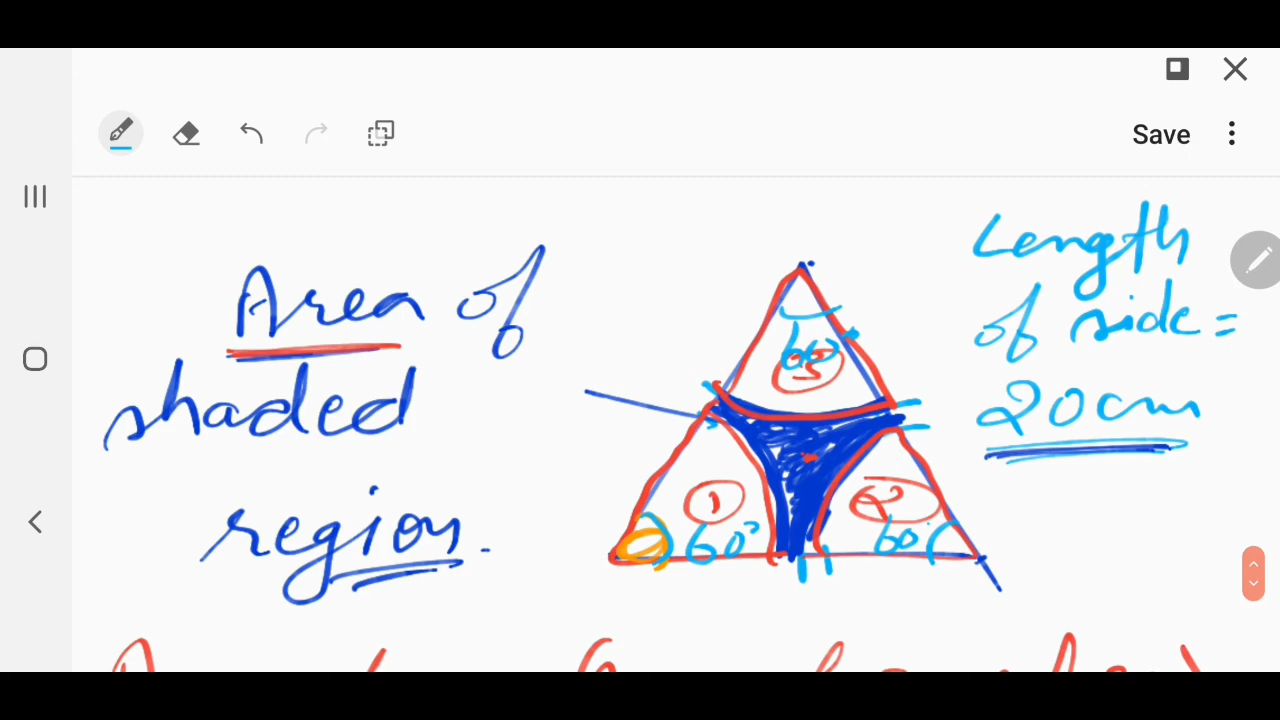 Save
Area of
shaded
region.
Length
of side =
20cm
60°
3
1
60°
2
60